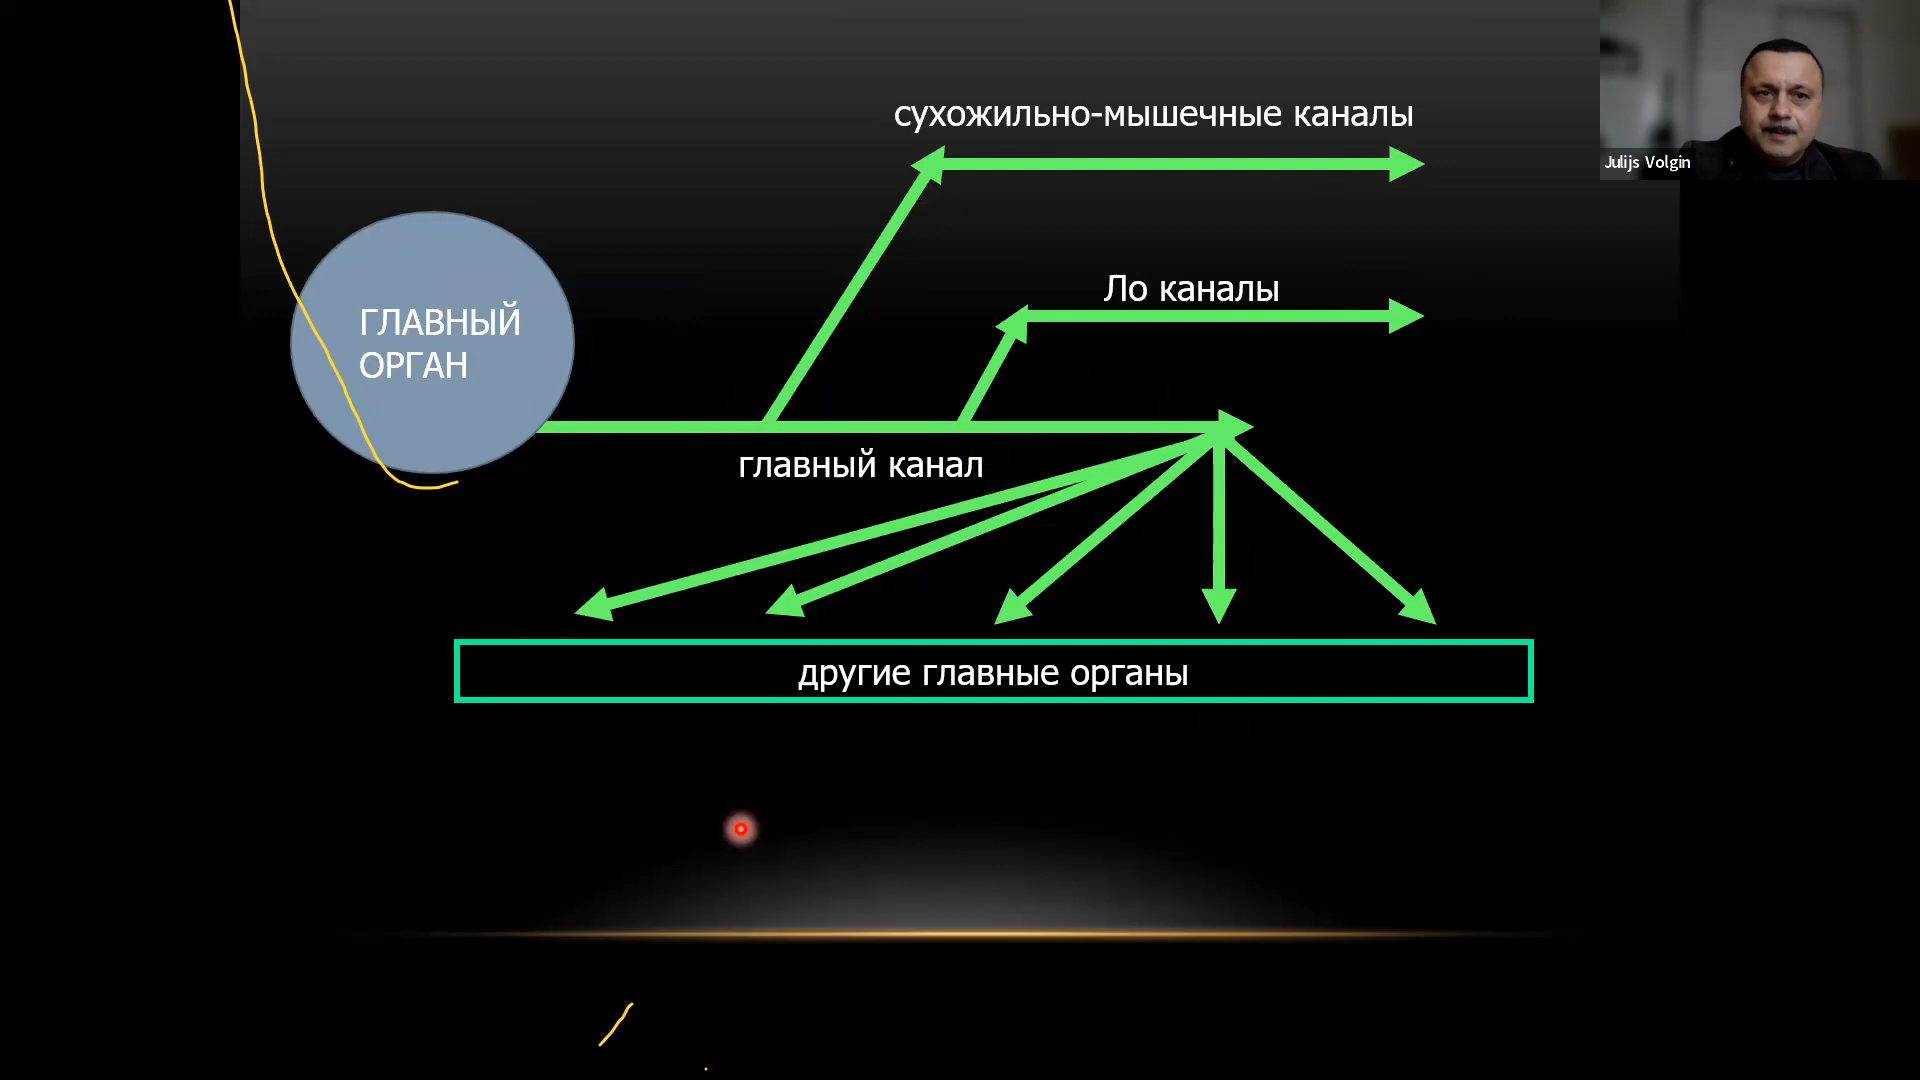 сухожильно-мышечные каналы
Julijs Volgin
Ло каналы
ГЛАВНЫЙ
ОРГАН
главный канал
другие главные органы